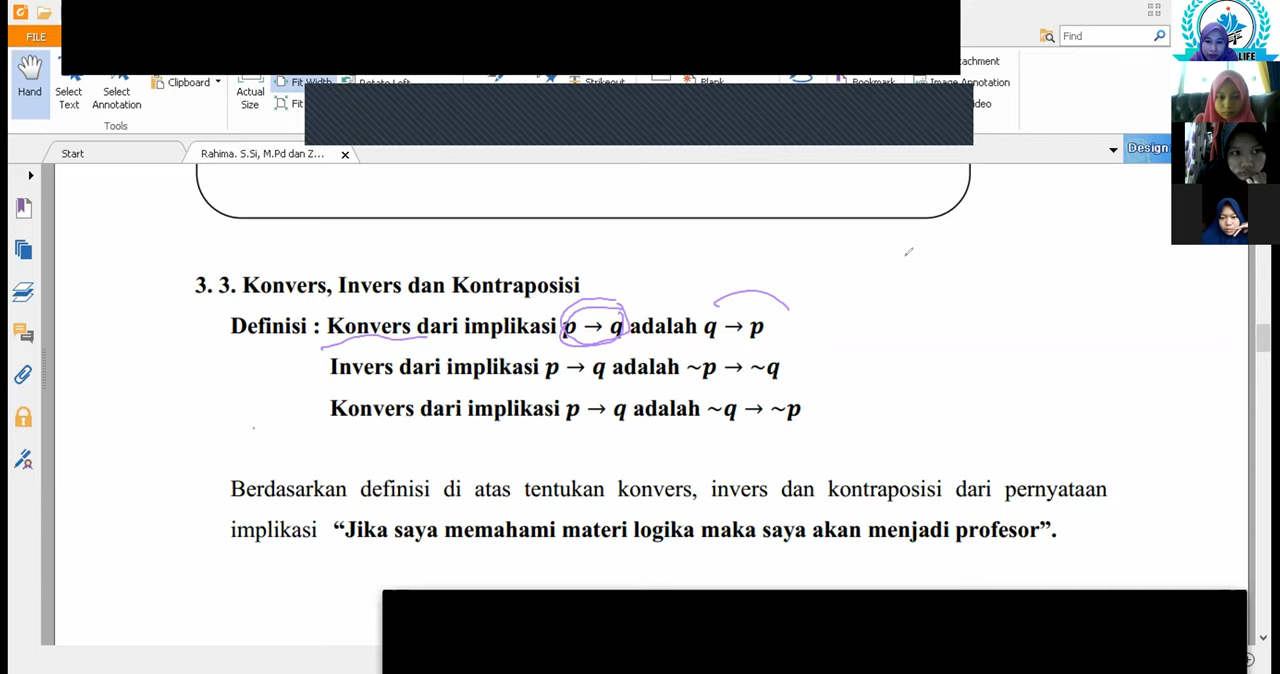 FILE
Find
Hand
Select Text
Select Annotation
Clipboard
Actual Size
Fit Width
Rotate Left
Fit
Strikeout
Blank
Bookmark
Image Annotation
Tools
Start
Rahima. S.Si, M.Pd dan Z...
Design
LIFE
3. 3. Konvers, Invers dan Kontraposisi
Definisi : Konvers dari implikasi p → q adalah q → p
Invers dari implikasi p → q adalah ~p → ~q
Konvers dari implikasi p → q adalah ~q → ~p
Berdasarkan definisi di atas tentukan konvers, invers dan kontraposisi dari pernyataan
implikasi “Jika saya memahami materi logika maka saya akan menjadi profesor”.